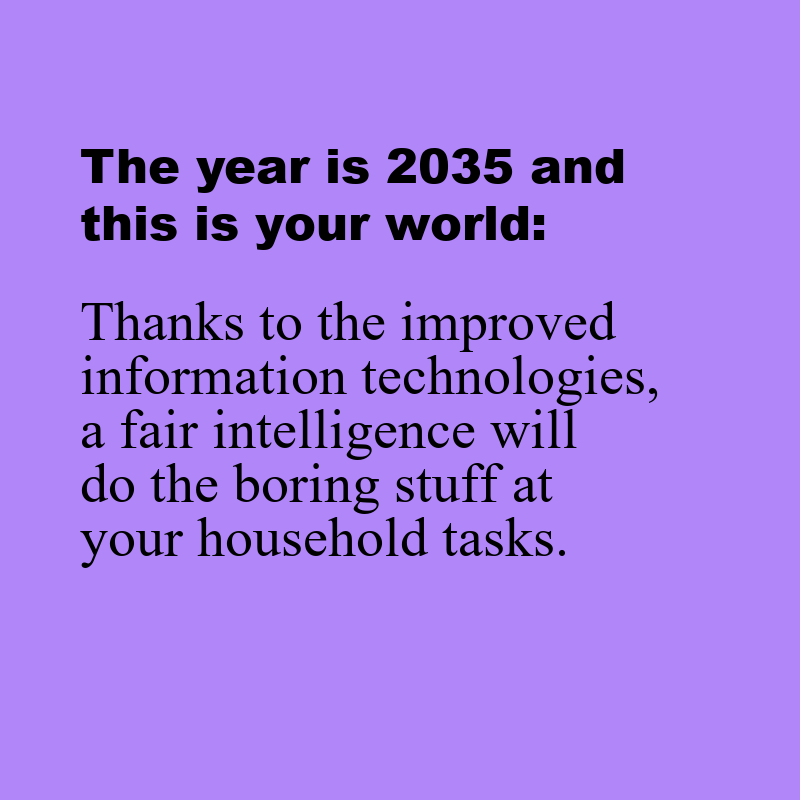 The year is 2035 and
this is your world:
Thanks to the improved
information technologies,
a fair intelligence will
do the boring stuff at
your household tasks.